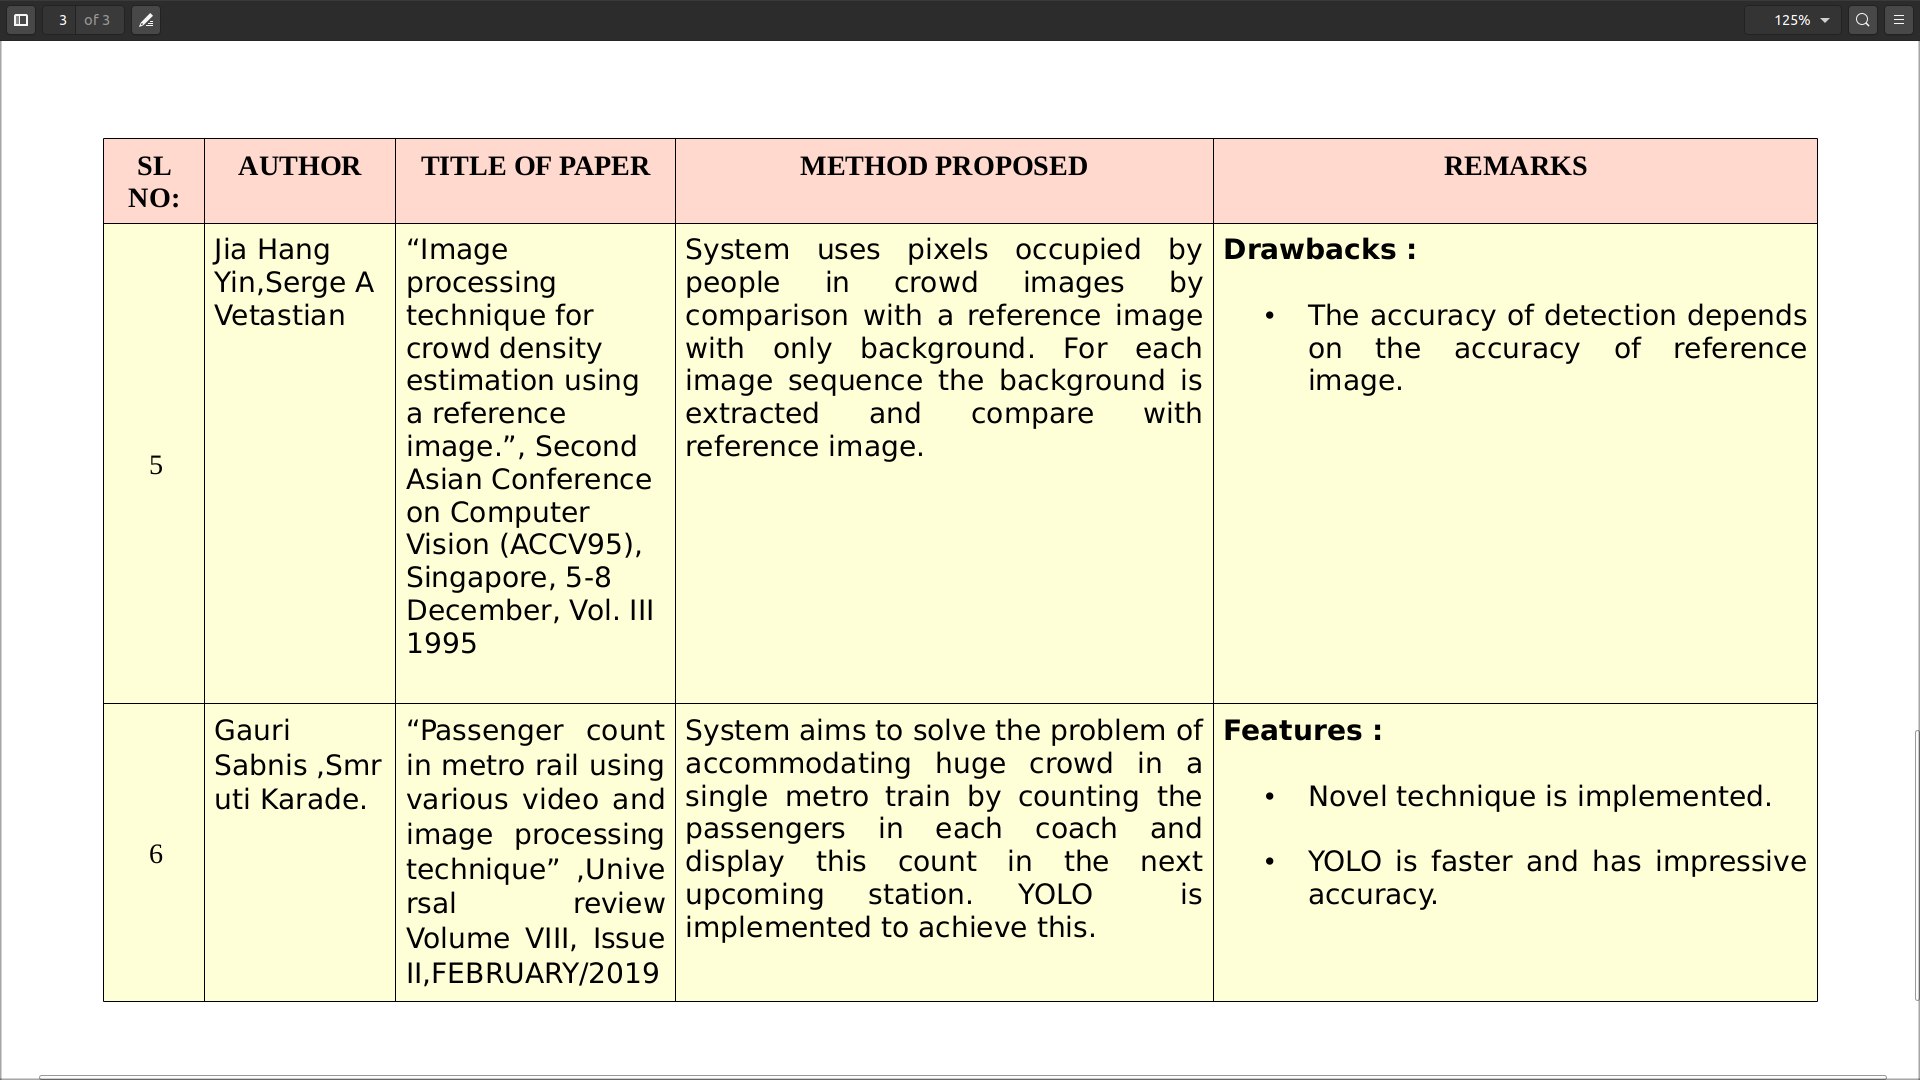 3 of 3
125%
SL
NO:
AUTHOR
TITLE OF PAPER
METHOD PROPOSED
REMARKS
5
Jia Hang
Yin,Serge A
Vetastian
“Image
processing
technique for
crowd density
estimation using
a reference
image.”, Second
Asian Conference
on Computer
Vision (ACCV95),
Singapore, 5-8
December, Vol. III
1995
System uses pixels occupied by
people in crowd images by
comparison with a reference image
with only background. For each
image sequence the background is
extracted and compare with
reference image.
Drawbacks :
• The accuracy of detection depends
on the accuracy of reference
image.
6
Gauri
Sabnis ,Smr
uti Karade.
“Passenger count
in metro rail using
various video and
image processing
technique” ,Unive
rsal review
Volume VIII, Issue
II,FEBRUARY/2019
System aims to solve the problem of
accommodating huge crowd in a
single metro train by counting the
passengers in each coach and
display this count in the next
upcoming station. YOLO is
implemented to achieve this.
Features :
• Novel technique is implemented.
• YOLO is faster and has impressive
accuracy.